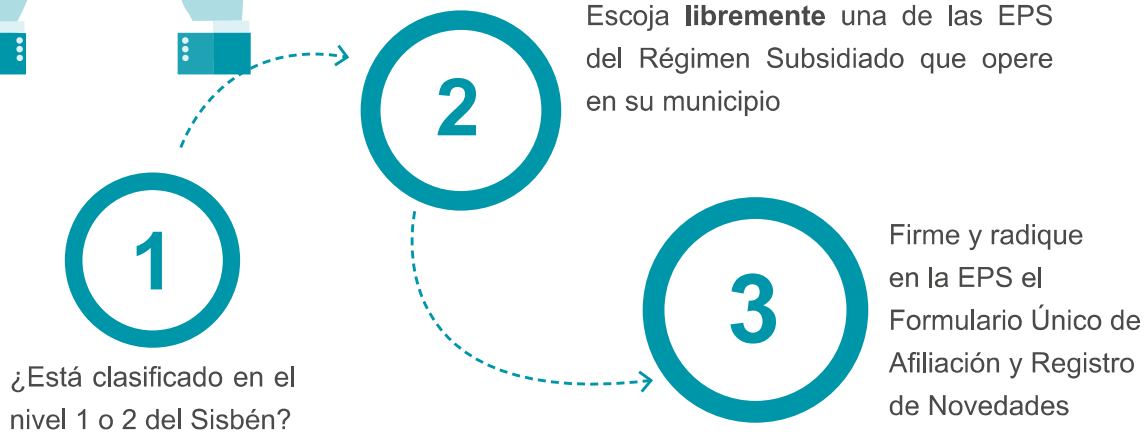 1
¿Está clasificado en el
nivel 1 o 2 del Sisbén?
2
Escoja libremente una de las EPS
del Régimen Subsidiado que opere
en su municipio
3
Firme y radique
en la EPS el
Formulario Único de
Afiliación y Registro
de Novedades